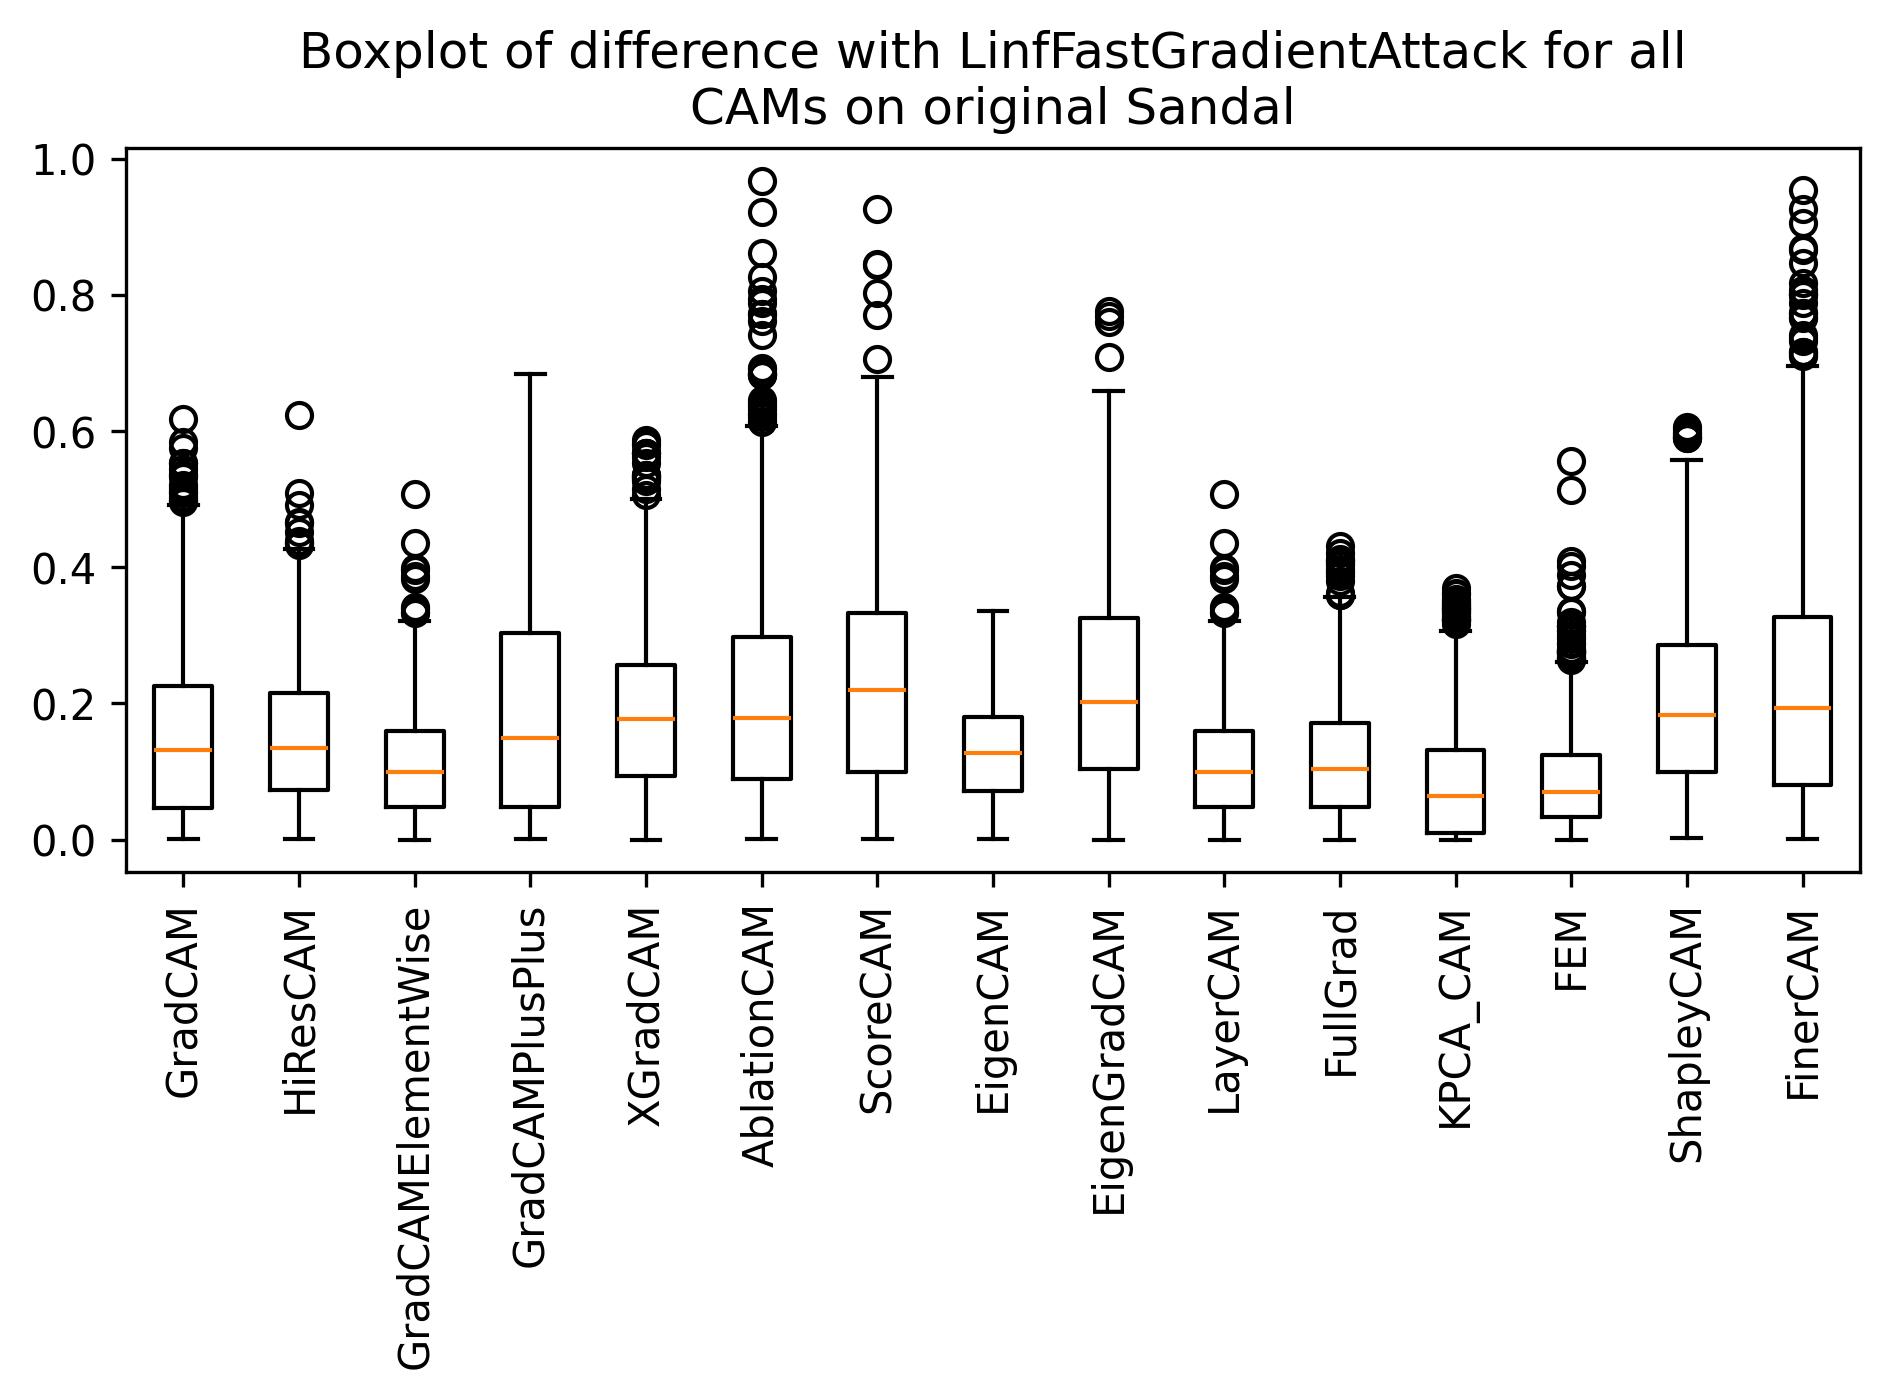 Boxplot of difference with LinfFastGradientAttack for all
CAMs on original Sandal
1.0
0.8
0.6
0.4
0.2
0.0
GradCAM
HiResCAM
GradCAMElementWise
GradCAMPlusPlus
XGradCAM
AblationCAM
ScoreCAM
EigenCAM
EigenGradCAM
LayerCAM
FullGrad
KPCA_CAM
FEM
ShapleyCAM
FinerCAM